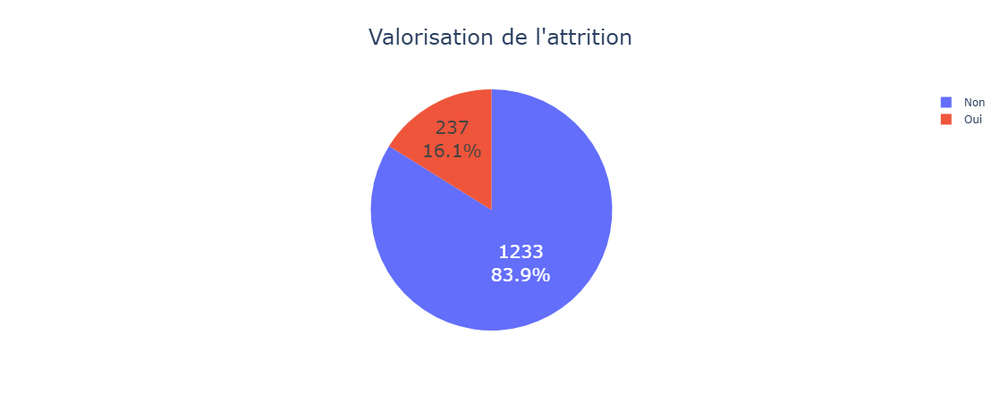 Valorisation de l'attrition
Non
Oui
237
16.1%
1233
83.9%